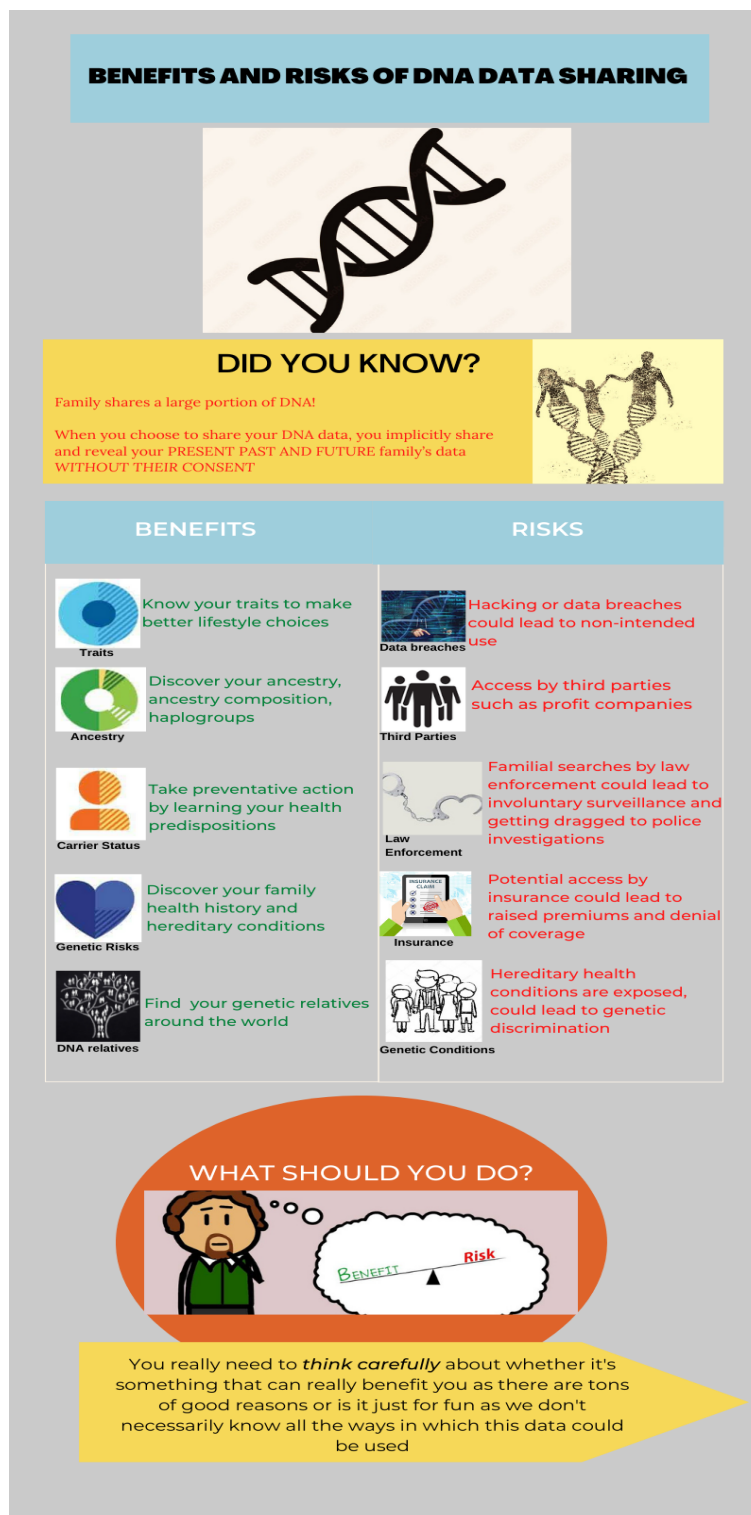 BENEFITS AND RISKS OF DNA DATA SHARING
DID YOU KNOW?
Family shares a large portion of DNA!
When you choose to share your DNA data, you implicitly share
and reveal your PRESENT PAST AND FUTURE family's data
WITHOUT THEIR CONSENT
BENEFITS
Know your traits to make
better lifestyle choices
Traits
Discover your ancestry,
ancestry composition,
haplogroups
Ancestry
Take preventative action
by learning your health
predispositions
Carrier Status
Discover your family
health history and
hereditary conditions
Genetic Risks
Find your genetic relatives
around the world
DNA relatives
RISKS
Hacking or data breaches
could lead to non-intended
use
Data breaches
Access by third parties
such as profit companies
Third Parties
Familial searches by law
enforcement could lead to
involuntary surveillance and
getting dragged to police
investigations
Law
Enforcement
Potential access by
insurance could lead to
raised premiums and denial
of coverage
INSURANCE
CLAIM
Insurance
Hereditary health
conditions are exposed,
could lead to genetic
discrimination
Genetic Conditions
WHAT SHOULD YOU DO?
BENEFIT
Risk
You really need to think carefully about whether it's
something that can really benefit you as there are tons
of good reasons or is it just for fun as we don't
necessarily know all the ways in which this data could
be used